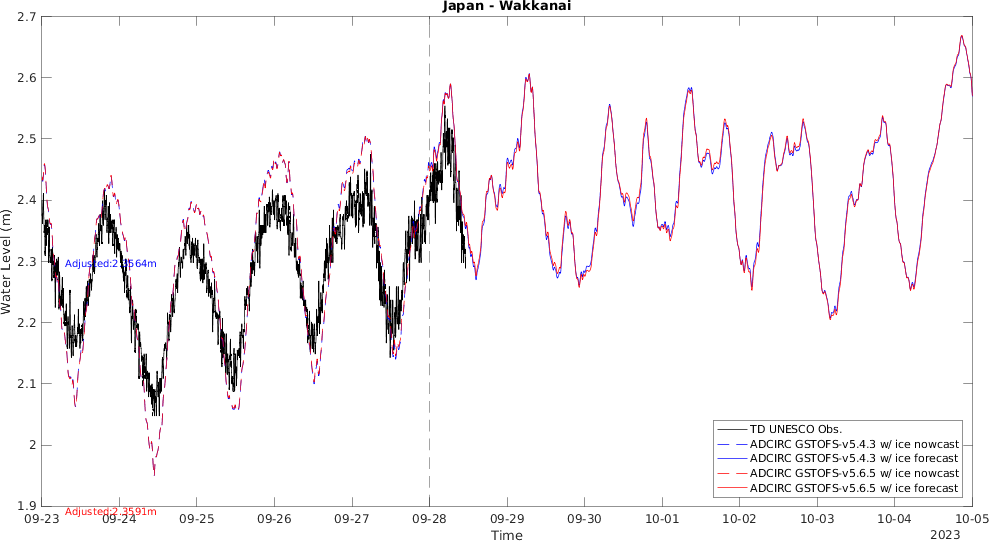 Japan - Wakkanai
2.7
2.6
2.5
2.4
2.3
2.2
2.1
2
1.9
Water Level (m)
TD UNESCO Obs.
ADCIRC GSTOFS-v5.4.3 w/ ice nowcast
ADCIRC GSTOFS-v5.4.3 w/ ice forecast
ADCIRC GSTOFS-v5.6.5 w/ ice nowcast
ADCIRC GSTOFS-v5.6.5 w/ ice forecast
09-23 09-24 09-25 09-26 09-27 09-28 09-29 09-30 10-01 10-02 10-03 10-04 10-05
Time
2023